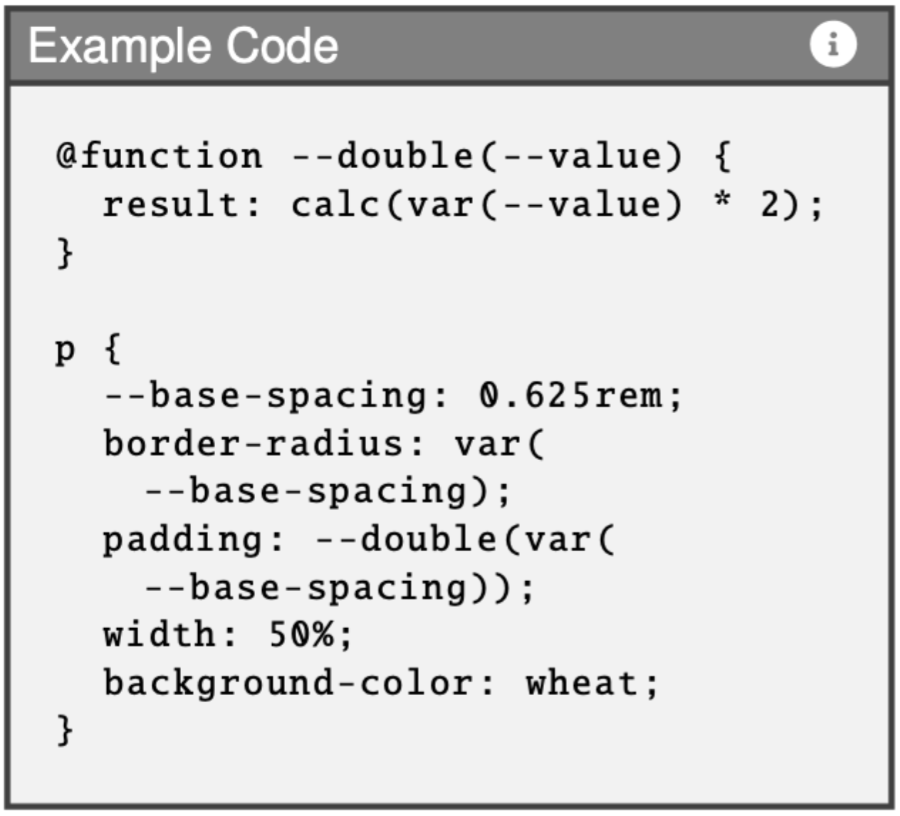 Example Code
@function --double(--value) {
  result: calc(var(--value) * 2);
}

p {
  --base-spacing: 0.625rem;
  border-radius: var(
    --base-spacing);
  padding: --double(var(
    --base-spacing));
  width: 50%;
  background-color: wheat;
}